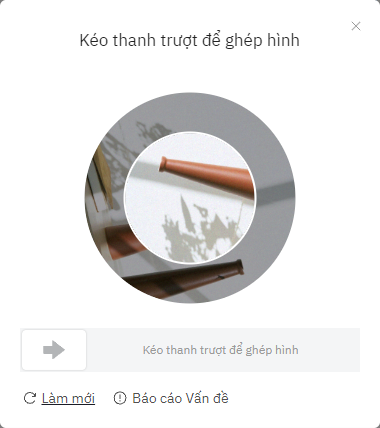 Kéo thanh trượt để ghép hình
Kéo thanh trượt để ghép hình
Làm mới Báo cáo Vấn đề